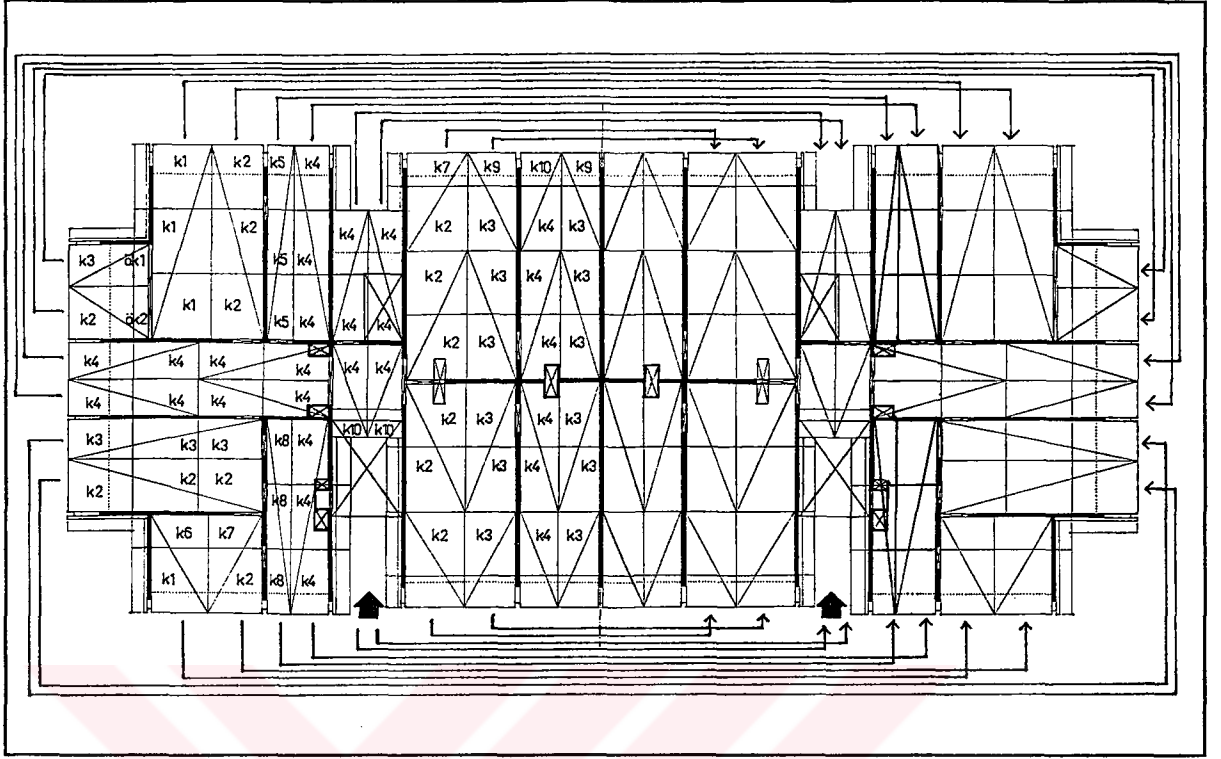 k1 k2 k5 k4 k7 k9 k10 k9
k1 k2 k4 k4 k2 k3 k4 k3
k3 ök1 k5 k4 k2 k3 k4 k3
k2 ök2 k1 k2 k5 k4 k4 k4
k4 k4 k4 k4 k4 k4 k2 k3 k4 k3
k4 k4 k4 k4 k2 k3 k4 k3
k3 k3 k3 k8 k4 k10 k10
k2 k2 k2 k2 k3 k4 k3
k8 k4
k6 k7 k2 k3 k4 k3
k1 k2 k8 k4